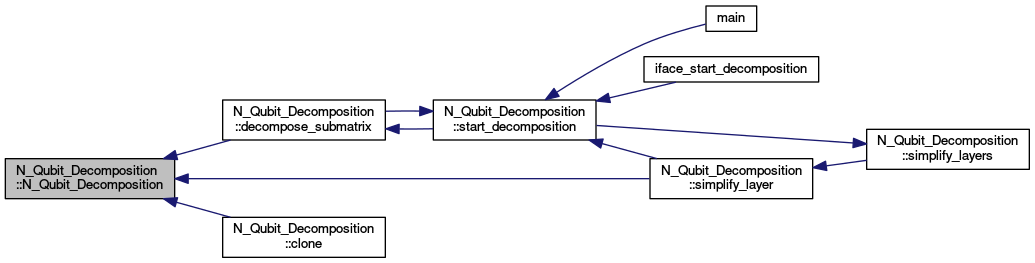 main
iface_start_decomposition
N_Qubit_Decomposition
::decompose_submatrix
N_Qubit_Decomposition
::start_decomposition
N_Qubit_Decomposition
::simplify_layers
N_Qubit_Decomposition
::N_Qubit_Decomposition
N_Qubit_Decomposition
::simplify_layer
N_Qubit_Decomposition
::clone